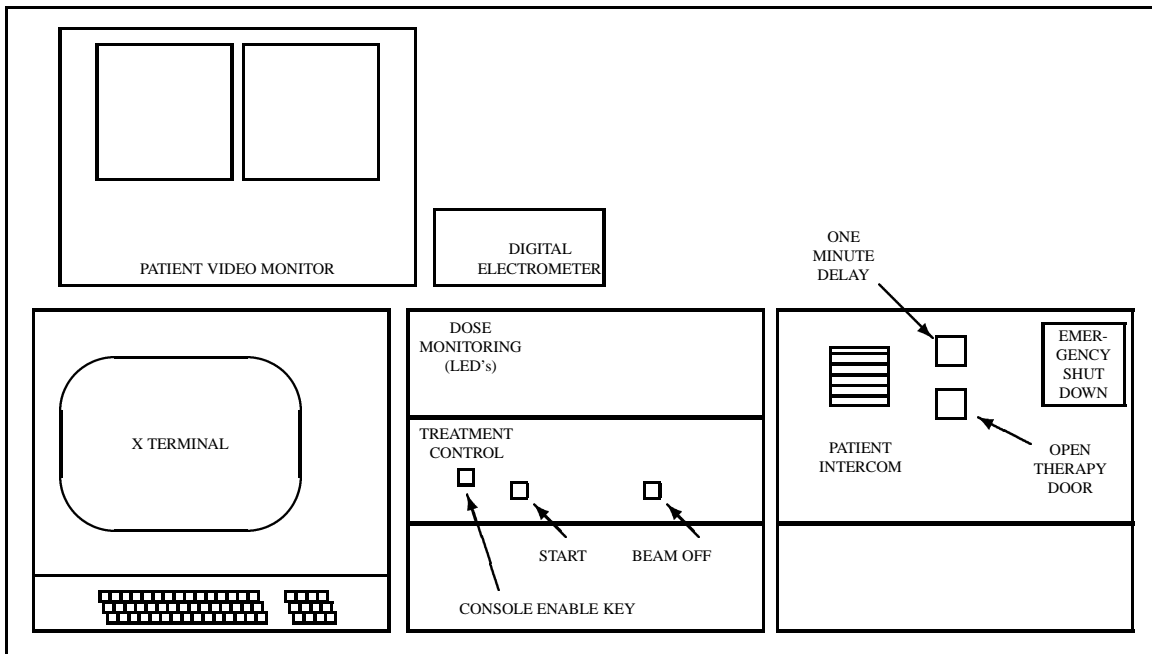 PATIENT VIDEO MONITOR
DIGITAL
ELECTROMETER
ONE
MINUTE
DELAY
X TERMINAL
DOSE
MONITORING
(LED's)
TREATMENT
CONTROL
START
BEAM OFF
CONSOLE ENABLE KEY
PATIENT
INTERCOM
EMER-
GENCY
SHUT
DOWN
OPEN
THERAPY
DOOR